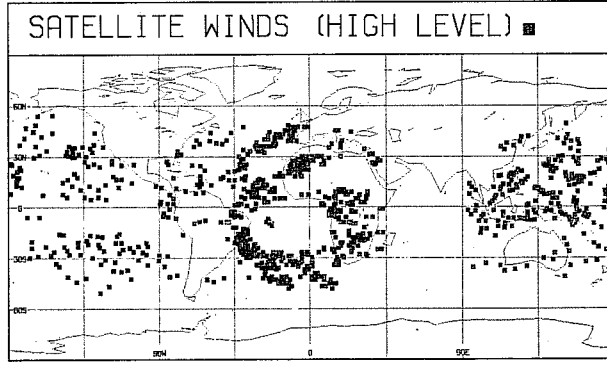 SATELLITE WINDS (HIGH LEVEL)
60N
30N
0
30S
60S
90W 0 90E